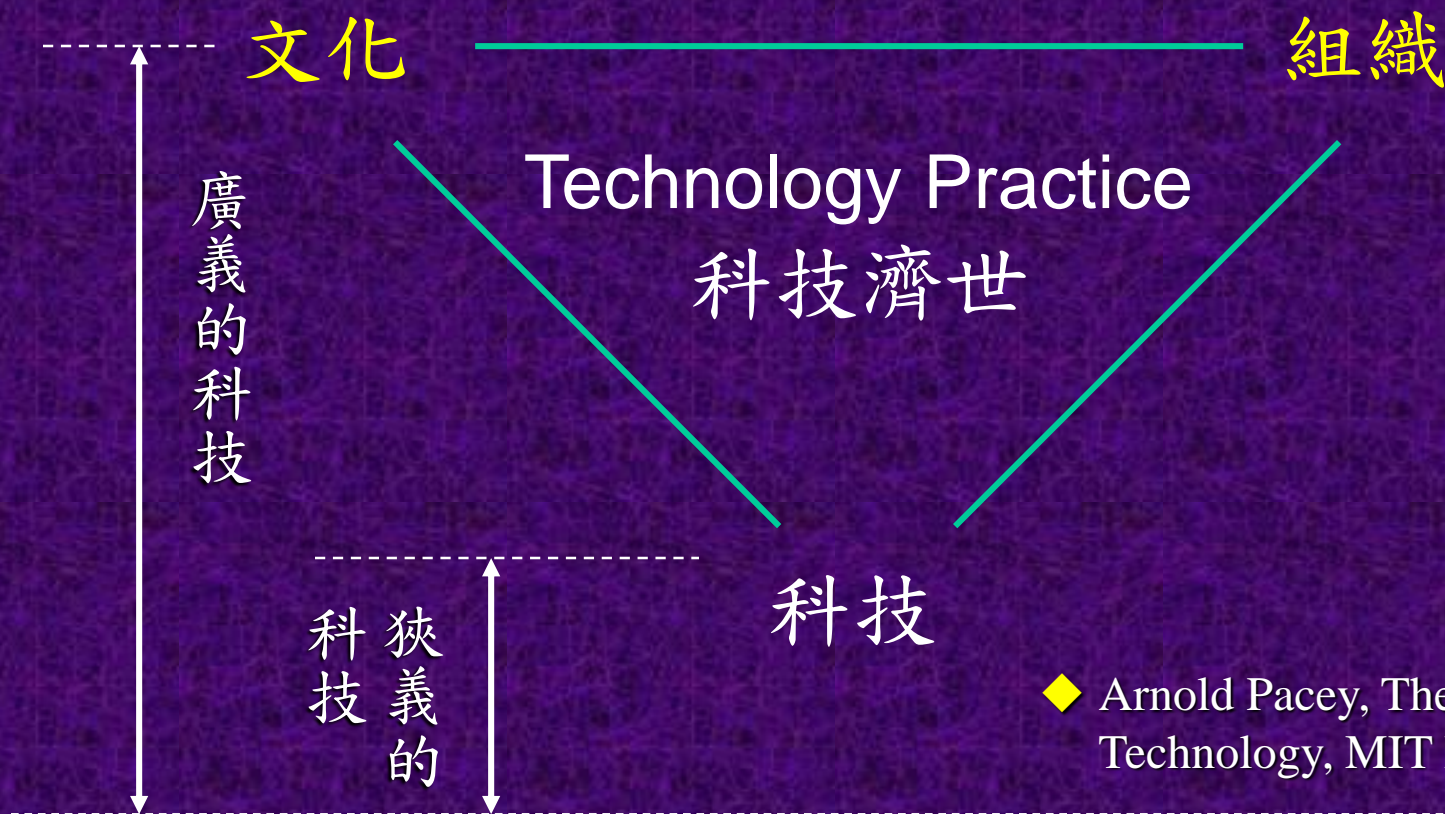 文化
組織
Technology Practice
科技濟世
廣義的科技
科技
狹義的
科技
Arnold Pacey, The
Technology, MIT